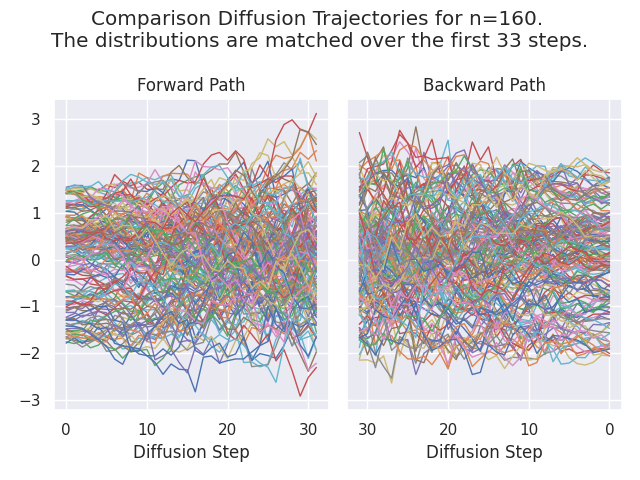 Comparison Diffusion Trajectories for n=160.
The distributions are matched over the first 33 steps.
Forward Path
Backward Path
3
2
1
0
−1
−2
−3
0 10 20 30
30 20 10 0
Diffusion Step
Diffusion Step